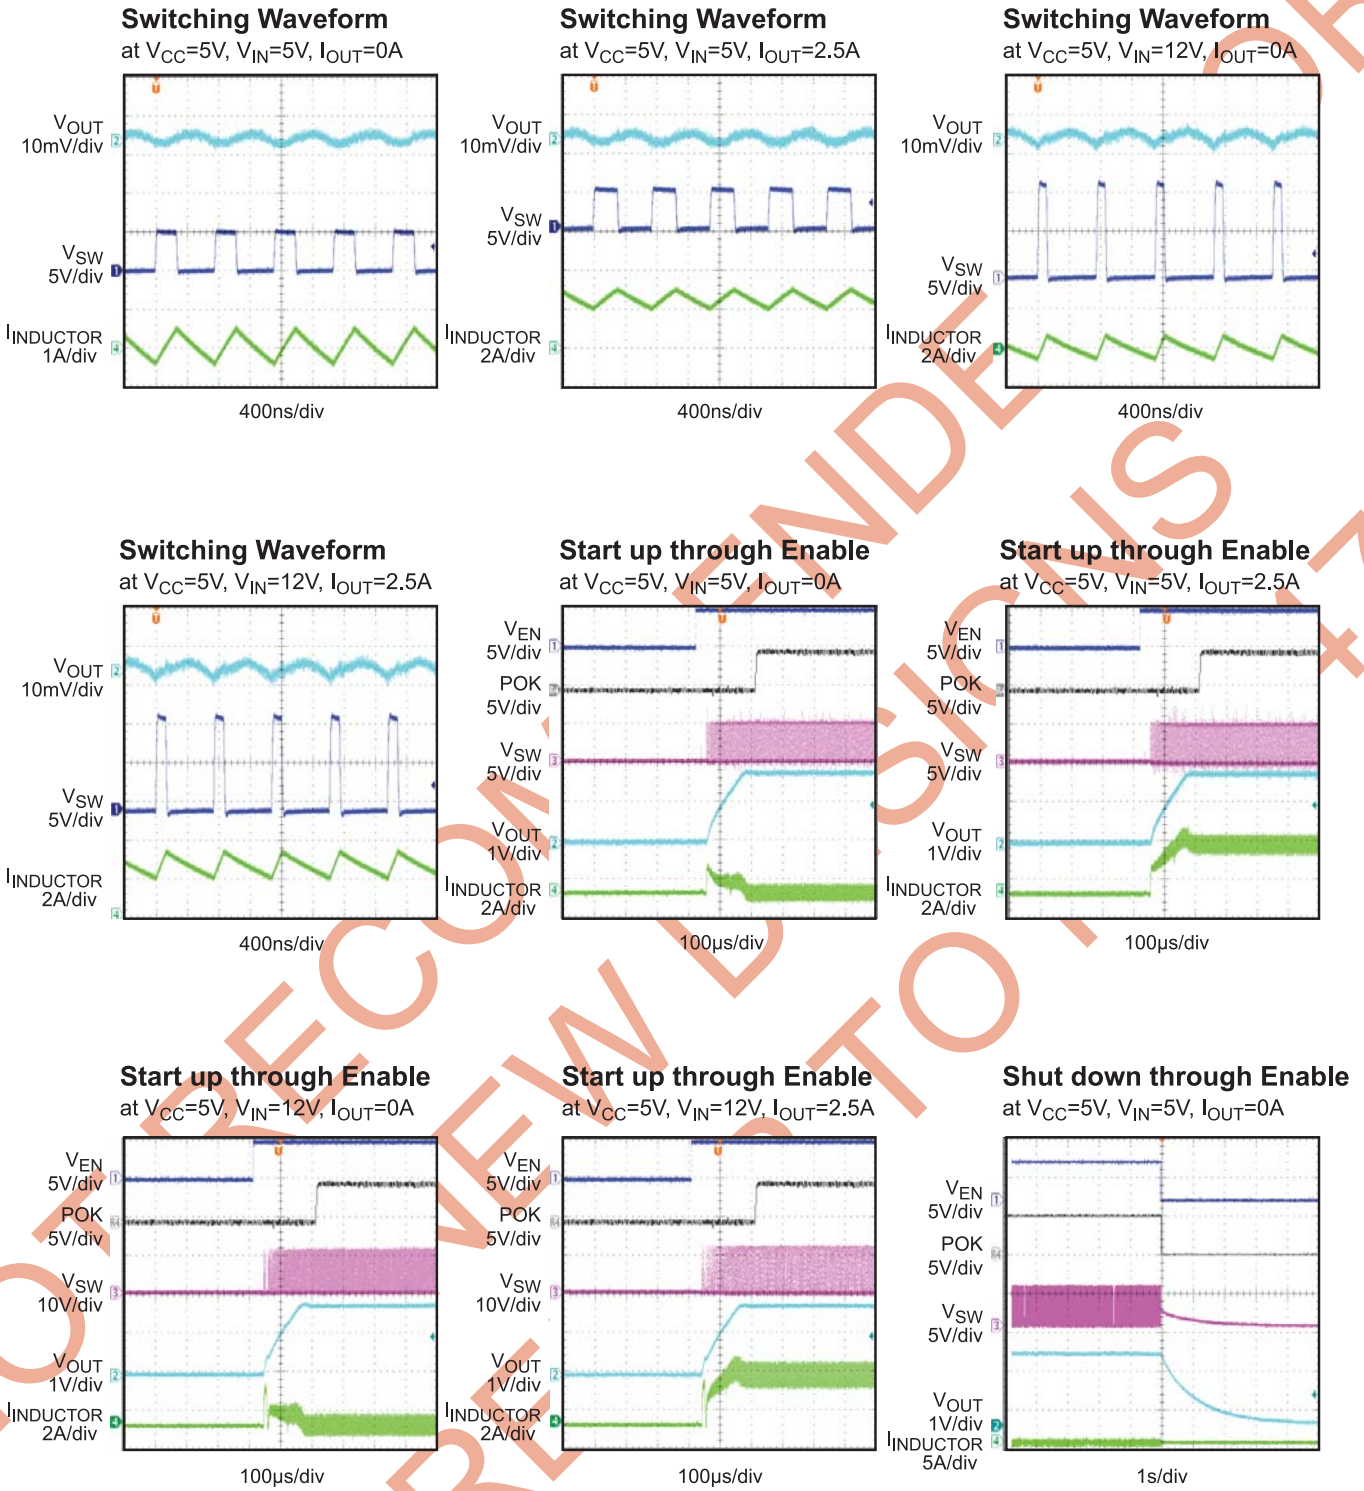 Switching Waveform
at VCC=5V, VIN=5V, IOUT=0A
VOUT
10mV/div
VSW
5V/div
IINDUCTOR
1A/div
400ns/div
Switching Waveform
at VCC=5V, VIN=5V, IOUT=2.5A
VOUT
10mV/div
VSW
5V/div
IINDUCTOR
2A/div
400ns/div
Switching Waveform
at VCC=5V, VIN=12V, IOUT=0A
VOUT
10mV/div
VSW
5V/div
IINDUCTOR
2A/div
400ns/div
Switching Waveform
at VCC=5V, VIN=12V, IOUT=2.5A
VOUT
10mV/div
VSW
5V/div
IINDUCTOR
2A/div
400ns/div
Start up through Enable
at VCC=5V, VIN=5V, IOUT=0A
VEN
5V/div
POK
5V/div
VSW
5V/div
VOUT
1V/div
IINDUCTOR
2A/div
100µs/div
Start up through Enable
at VCC=5V, VIN=5V, IOUT=2.5A
VEN
5V/div
POK
5V/div
VSW
5V/div
VOUT
1V/div
IINDUCTOR
2A/div
100µs/div
Start up through Enable
at VCC=5V, VIN=12V, IOUT=0A
VEN
5V/div
POK
5V/div
VSW
10V/div
VOUT
1V/div
IINDUCTOR
2A/div
100µs/div
Start up through Enable
at VCC=5V, VIN=12V, IOUT=2.5A
VEN
5V/div
POK
5V/div
VSW
10V/div
VOUT
1V/div
IINDUCTOR
2A/div
100µs/div
Shut down through Enable
at VCC=5V, VIN=5V, IOUT=0A
VEN
5V/div
POK
5V/div
VSW
5V/div
VOUT
1V/div
IINDUCTOR
5A/div
1s/div